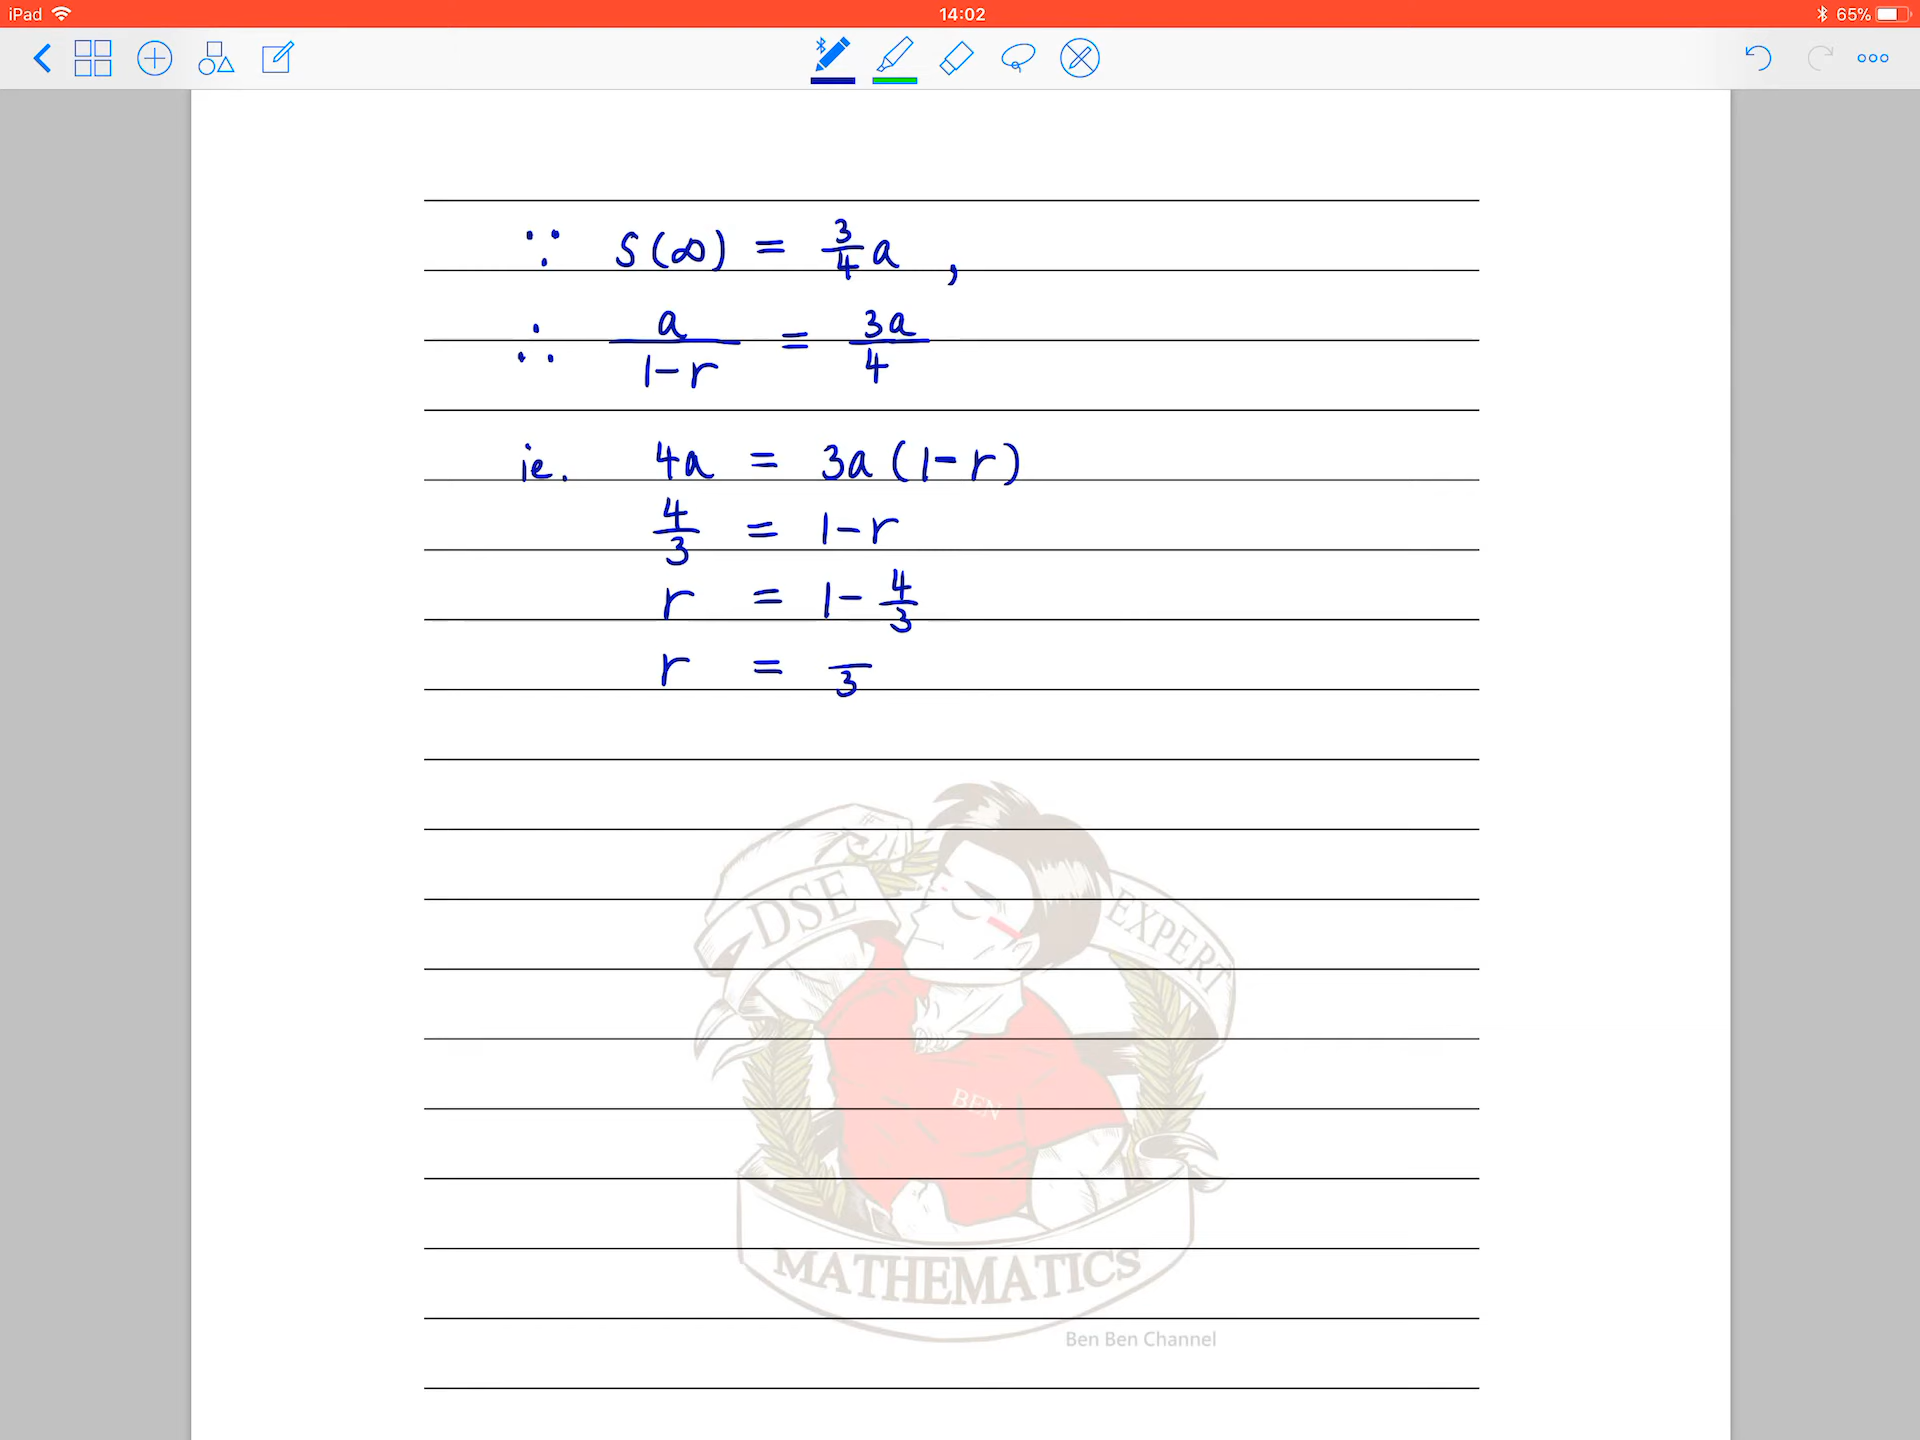 iPad 14:02 65%
∵ S(∞) = 3/4 a ,
∴ a/(1-r) = 3a/4
ie. 4a = 3a(1-r)
4/3 = 1-r
r = 1- 4/3
r = /3
DSE EXPERT
BEN
MATHEMATICS
Ben Ben Channel